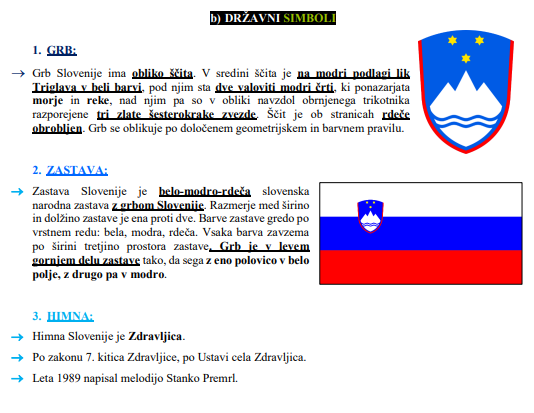 b) DRŽAVNI SIMBOLI
1. GRB:
→ Grb Slovenije ima obliko ščita. V sredini ščita je na modri podlagi lik
Triglava v beli barvi, pod njim sta dve valoviti modri črti, ki ponazarjata
morje in reke, nad njim pa so v obliki navzdol obrnjenega trikotnika
razporejene tri zlate šesterokrake zvezde. Ščit je ob stranicah rdeče
obrobljen. Grb se oblikuje po določenem geometrijskem in barvnem pravilu.
2. ZASTAVA:
→ Zastava Slovenije je belo-modro-rdeča slovenska
narodna zastava z grbom Slovenije. Razmerje med širino
in dolžino zastave je ena proti dve. Barve zastave gredo po
vrstnem redu: bela, modra, rdeča. Vsaka barva zavzema
po širini tretjino prostora zastave. Grb je v levem
gornjem delu zastave tako, da sega z eno polovico v belo
polje, z drugo pa v modro.
3. HIMNA:
→ Himna Slovenije je Zdravljica.
→ Po zakonu 7. kitica Zdravljice, po Ustavi cela Zdravljica.
→ Leta 1989 napisal melodijo Stanko Premrl.